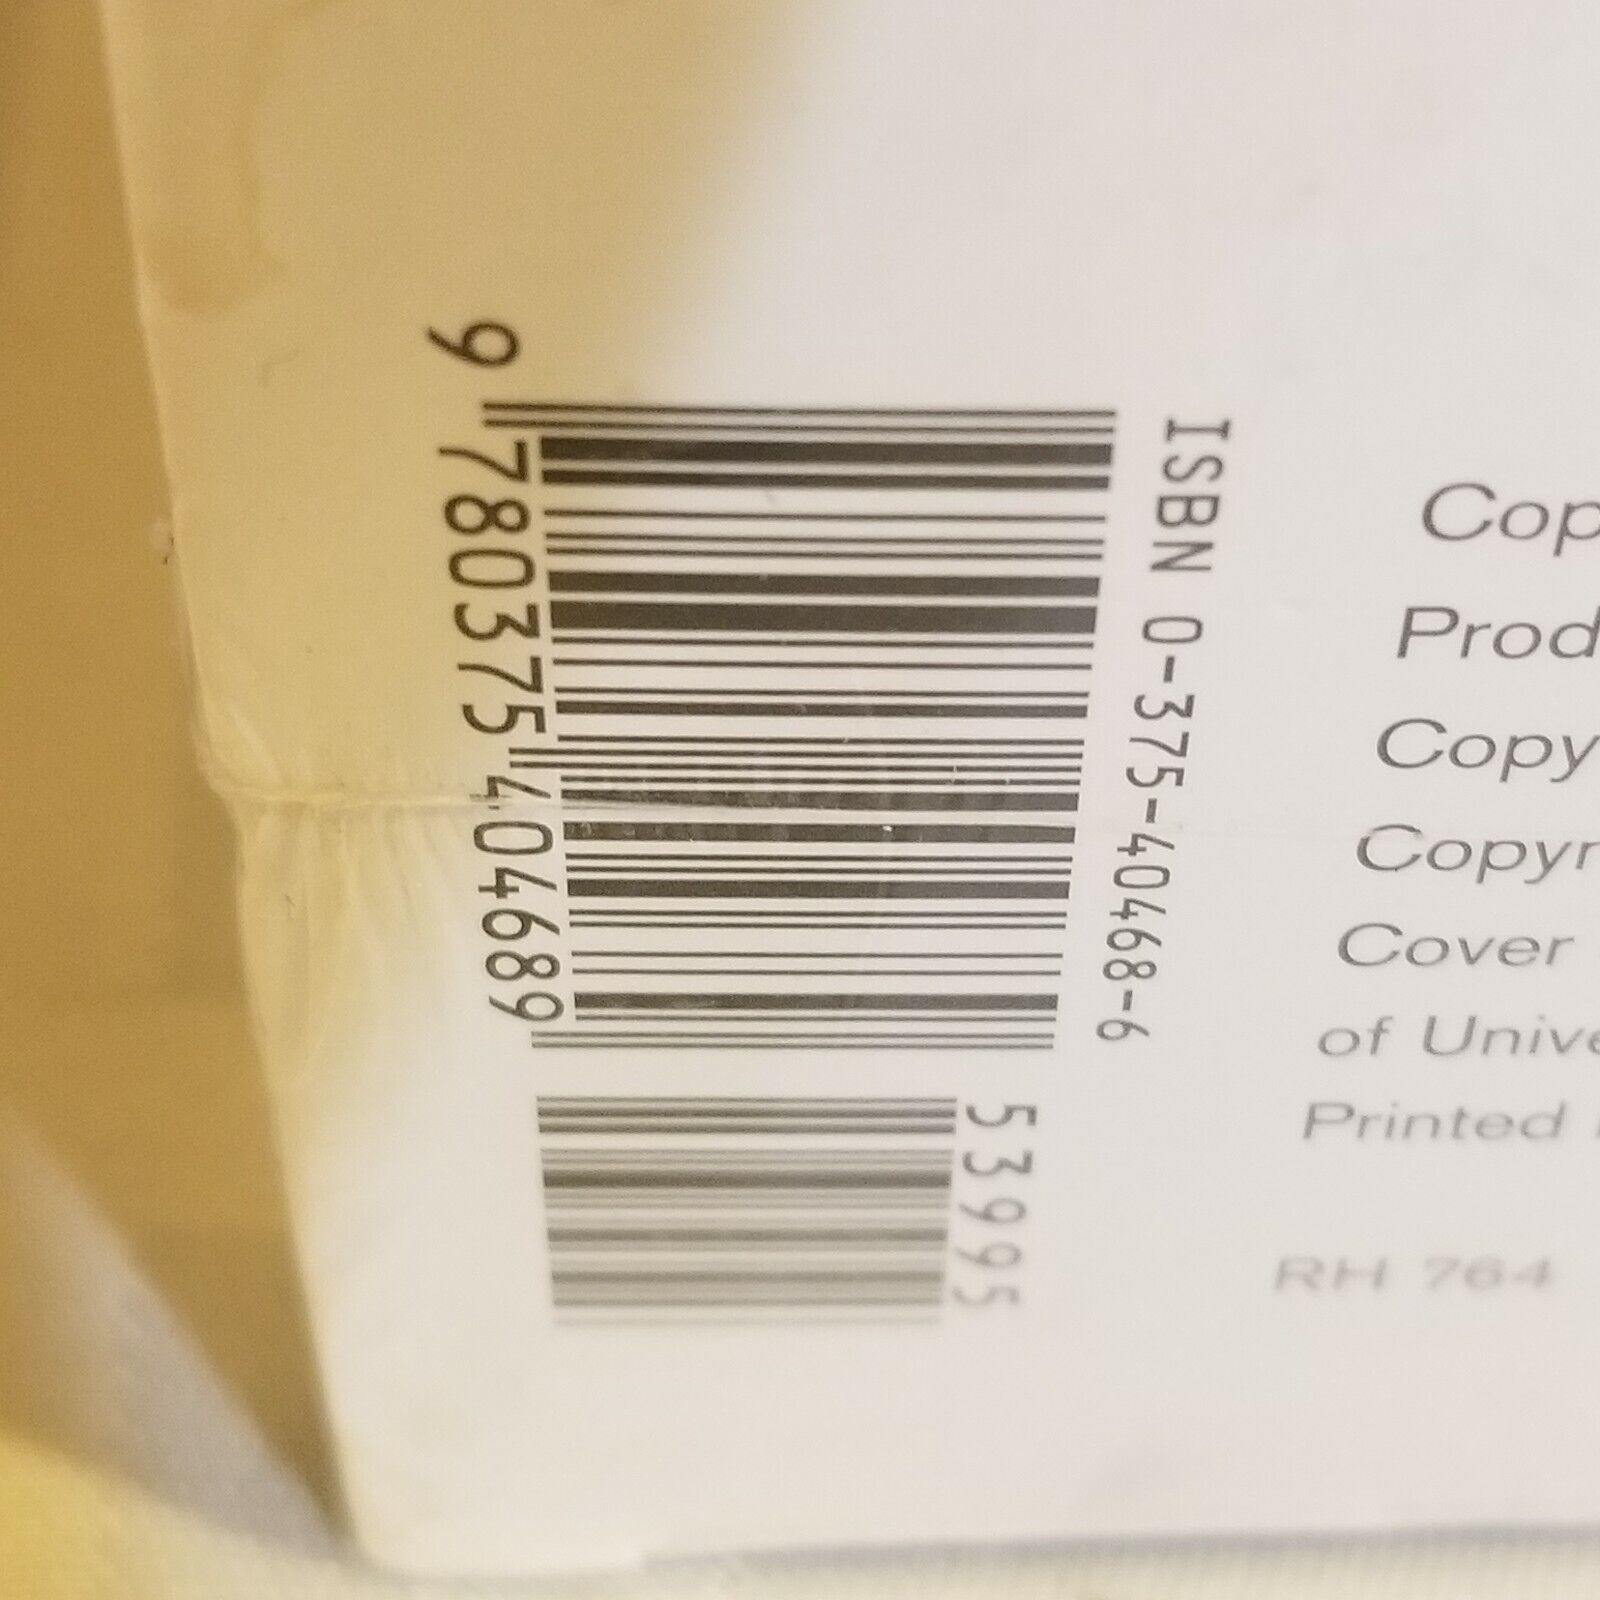 ISBN 0-375-40468-6
9 780375 404689
53995
Cop
Prod
Copy
Copyr
Cover
of Unive
Printed
RH 764